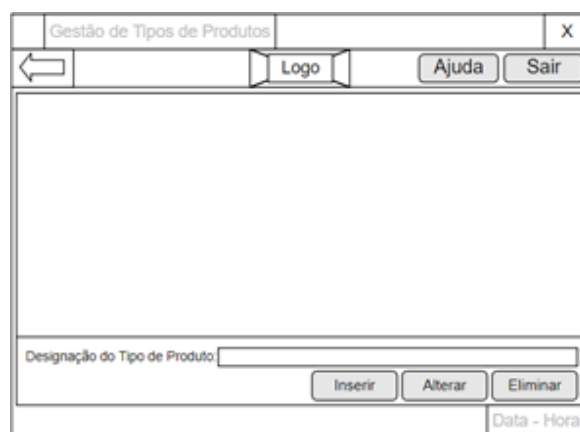 Gestão de Tipos de Produtos X
Logo Ajuda Sair
Designação do Tipo de Produto:
Inserir Alterar Eliminar
Data - Hora